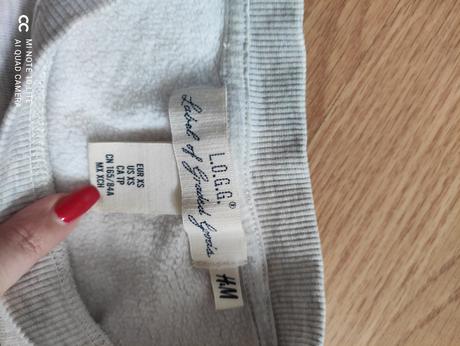 MI NOTE 10 LITE
AI QUAD CAMERA
L.O.G.G.®
Label of Graded Goods
EUR XS
US XS
CA TP
CN 165/84A
MX XCH
H&M